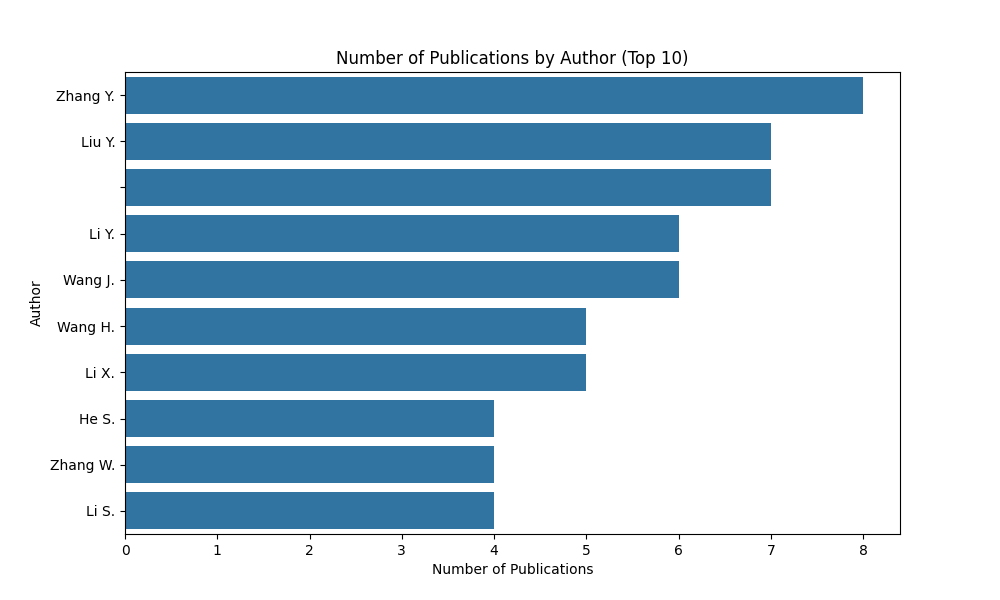 Number of Publications by Author (Top 10)
Zhang Y.
Liu Y.
Li Y.
Wang J.
Wang H.
Li X.
He S.
Zhang W.
Li S.
Author
0 1 2 3 4 5 6 7 8
Number of Publications